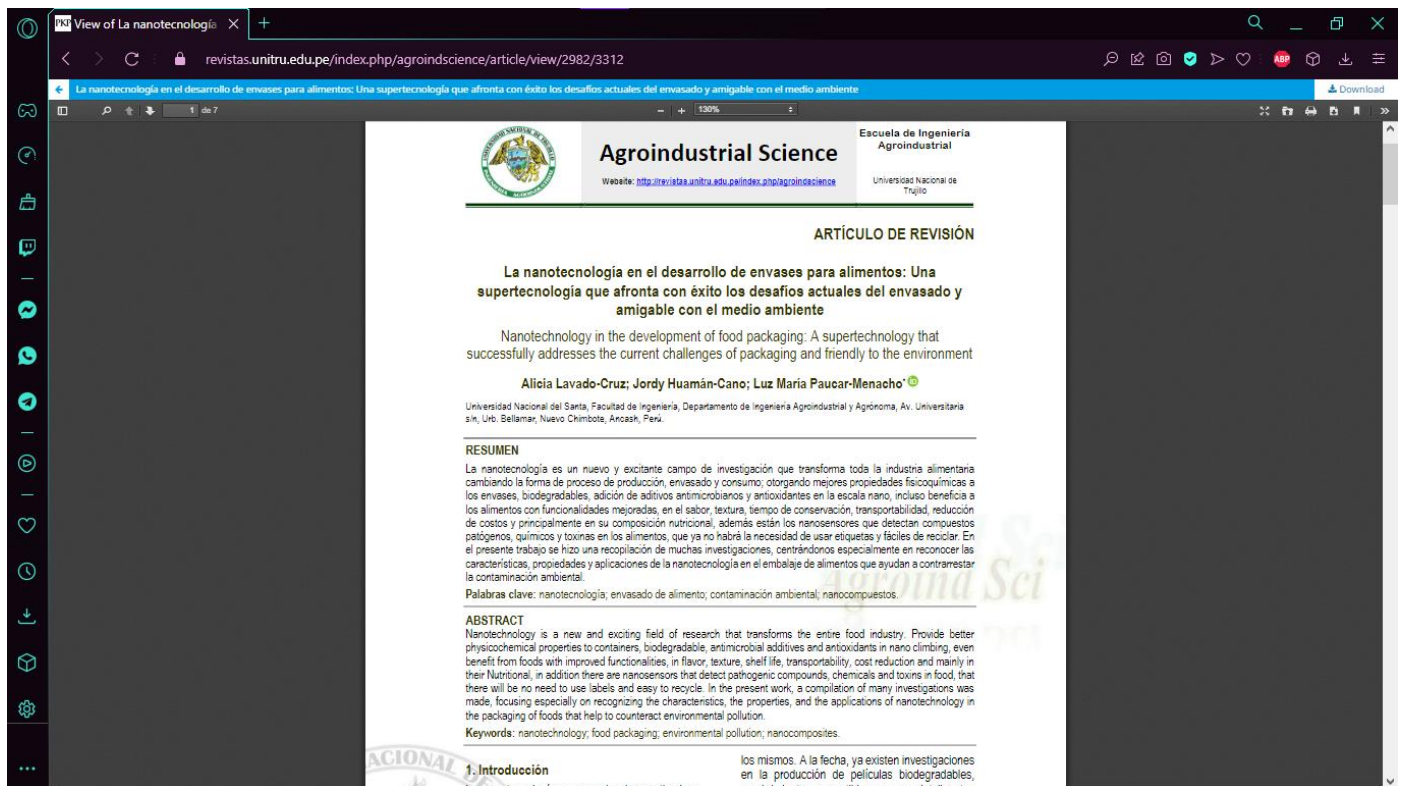 PKP View of La nanotecnología
revistas.unitru.edu.pe/index.php/agroindscience/article/view/2982/3312
ABP
La nanotecnología en el desarrollo de envases para alimentos: Una supertecnología que afronta con éxito los desafíos actuales del envasado y amigable con el medio ambiente
Download
1 de 7
130%
Agroindustrial Science
Website: http://revistas.unitru.edu.pe/index.php/agroindscience
Escuela de Ingeniería
Agroindustrial
Universidad Nacional de
Trujillo
ARTÍCULO DE REVISIÓN
La nanotecnología en el desarrollo de envases para alimentos: Una
supertecnología que afronta con éxito los desafíos actuales del envasado y
amigable con el medio ambiente
Nanotechnology in the development of food packaging: A supertechnology that
successfully addresses the current challenges of packaging and friendly to the environment
Alicia Lavado-Cruz; Jordy Huamán-Cano; Luz María Paucar-Menacho*
Universidad Nacional del Santa, Facultad de Ingeniería, Departamento de Ingeniería Agroindustrial y Agrónoma, Av. Universitaria
s/n, Urb. Bellamar, Nuevo Chimbote, Ancash, Perú.
RESUMEN
La nanotecnología es un nuevo y excitante campo de investigación que transforma toda la industria alimentaria
cambiando la forma de proceso de producción, envasado y consumo; otorgando mejores propiedades fisicoquímicas a
los envases, biodegradables, adición de aditivos antimicrobianos y antioxidantes en la escala nano, incluso beneficia a
los alimentos con funcionalidades mejoradas, en el sabor, textura, tiempo de conservación, transportabilidad, reducción
de costos y principalmente en su composición nutricional, además están los nanosensores que detectan compuestos
patógenos, químicos y toxinas en los alimentos, que ya no habrá la necesidad de usar etiquetas y fáciles de reciclar. En
el presente trabajo se hizo una recopilación de muchas investigaciones, centrándonos especialmente en reconocer las
características, propiedades y aplicaciones de la nanotecnología en el embalaje de alimentos que ayudan a contrarrestar
la contaminación ambiental.
Palabras clave: nanotecnología; envasado de alimento; contaminación ambiental; nanocompuestos.
Agroind Sci
ABSTRACT
Nanotechnology is a new and exciting field of research that transforms the entire food industry. Provide better
physicochemical properties to containers, biodegradable, antimicrobial additives and antioxidants in nano climbing, even
benefit from foods with improved functionalities, in flavor, texture, shelf life, transportability, cost reduction and mainly in
their Nutritional, in addition there are nanosensors that detect pathogenic compounds, chemicals and toxins in food, that
there will be no need to use labels and easy to recycle. In the present work, a compilation of many investigations was
made, focusing especially on recognizing the characteristics, the properties, and the applications of nanotechnology in
the packaging of foods that help to counteract environmental pollution.
Keywords: nanotechnology; food packaging; environmental pollution; nanocomposites.
1. Introducción
los mismos. A la fecha, ya existen investigaciones
en la producción de películas biodegradables,